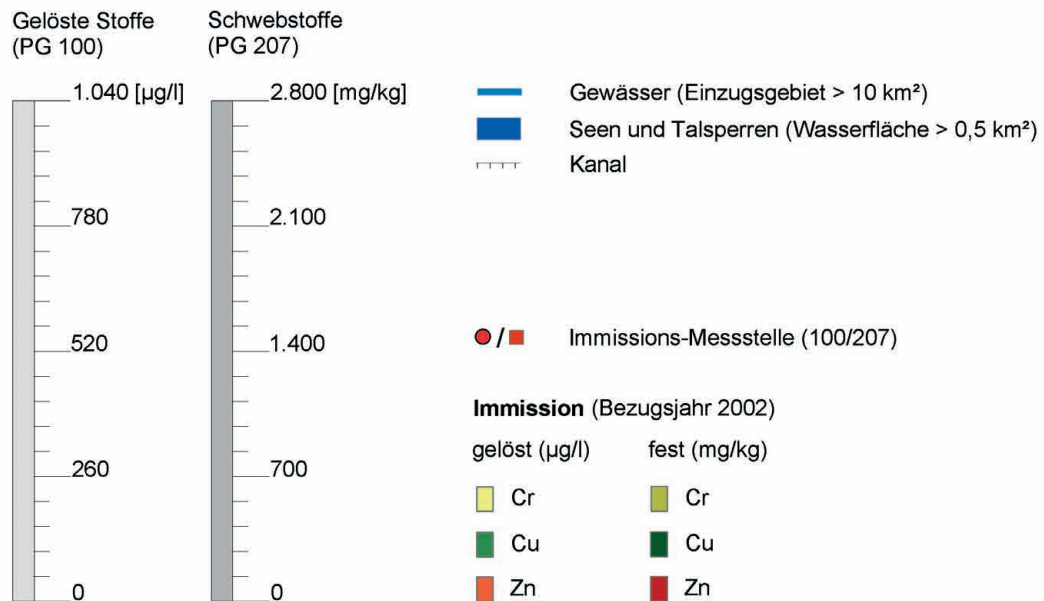 Gelöste Stoffe
(PG 100)
1.040 [µg/l]
780
520
260
0
Schwebstoffe
(PG 207)
2.800 [mg/kg]
2.100
1.400
700
0
Gewässer (Einzugsgebiet > 10 km²)
Seen und Talsperren (Wasserfläche > 0,5 km²)
Kanal
/ Immissions-Messstelle (100/207)
Immission (Bezugsjahr 2002)
gelöst (µg/l)
Cr
Cu
Zn
fest (mg/kg)
Cr
Cu
Zn